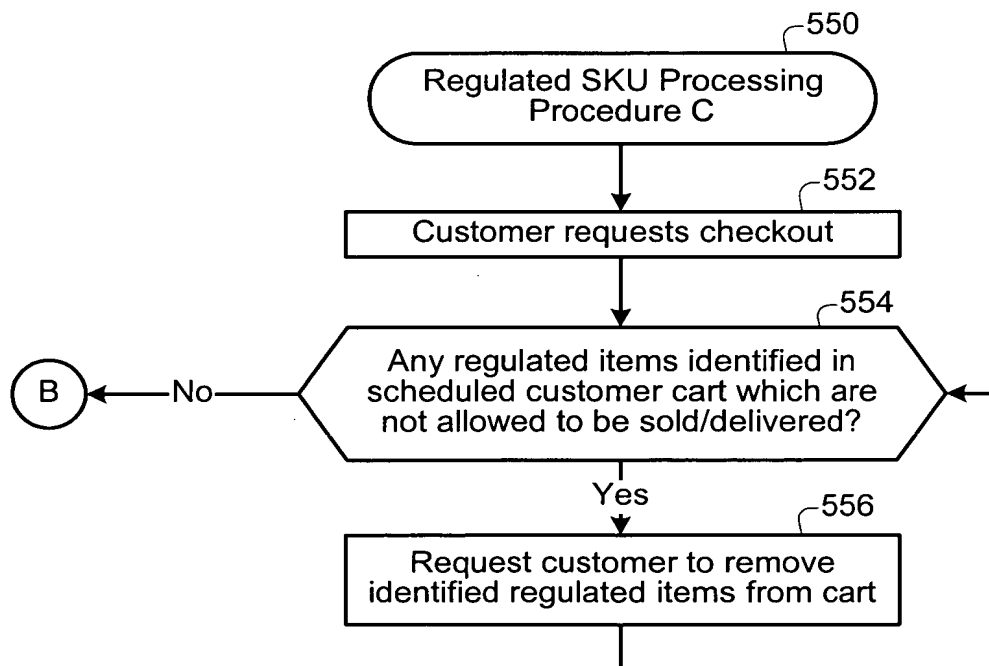 550
Regulated SKU Processing
Procedure C
552
Customer requests checkout
554
Any regulated items identified in
scheduled customer cart which are
not allowed to be sold/delivered?
B
No
Yes
556
Request customer to remove
identified regulated items from cart